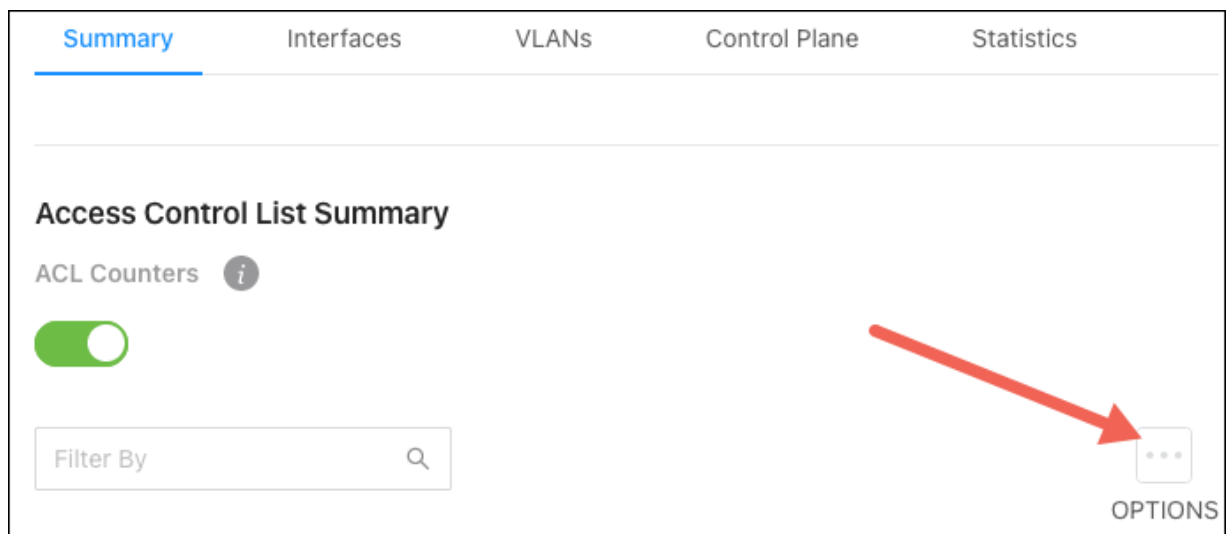 Summary Interfaces VLANs Control Plane Statistics
Access Control List Summary
ACL Counters i
Filter By
OPTIONS